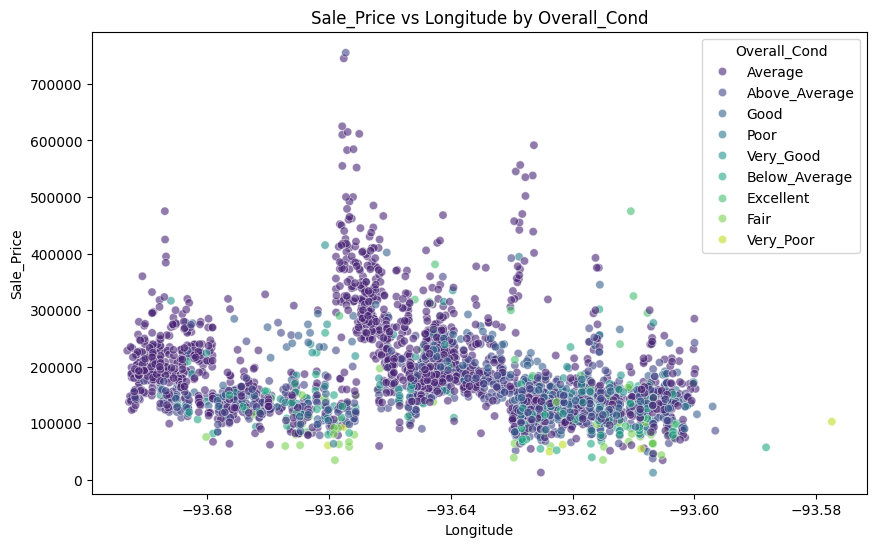 Sale_Price vs Longitude by Overall_Cond
Overall_Cond
Average
Above_Average
Good
Poor
Very_Good
Below_Average
Excellent
Fair
Very_Poor
Sale_Price
700000
600000
500000
400000
300000
200000
100000
0
−93.68 −93.66 −93.64 −93.62 −93.60 −93.58
Longitude